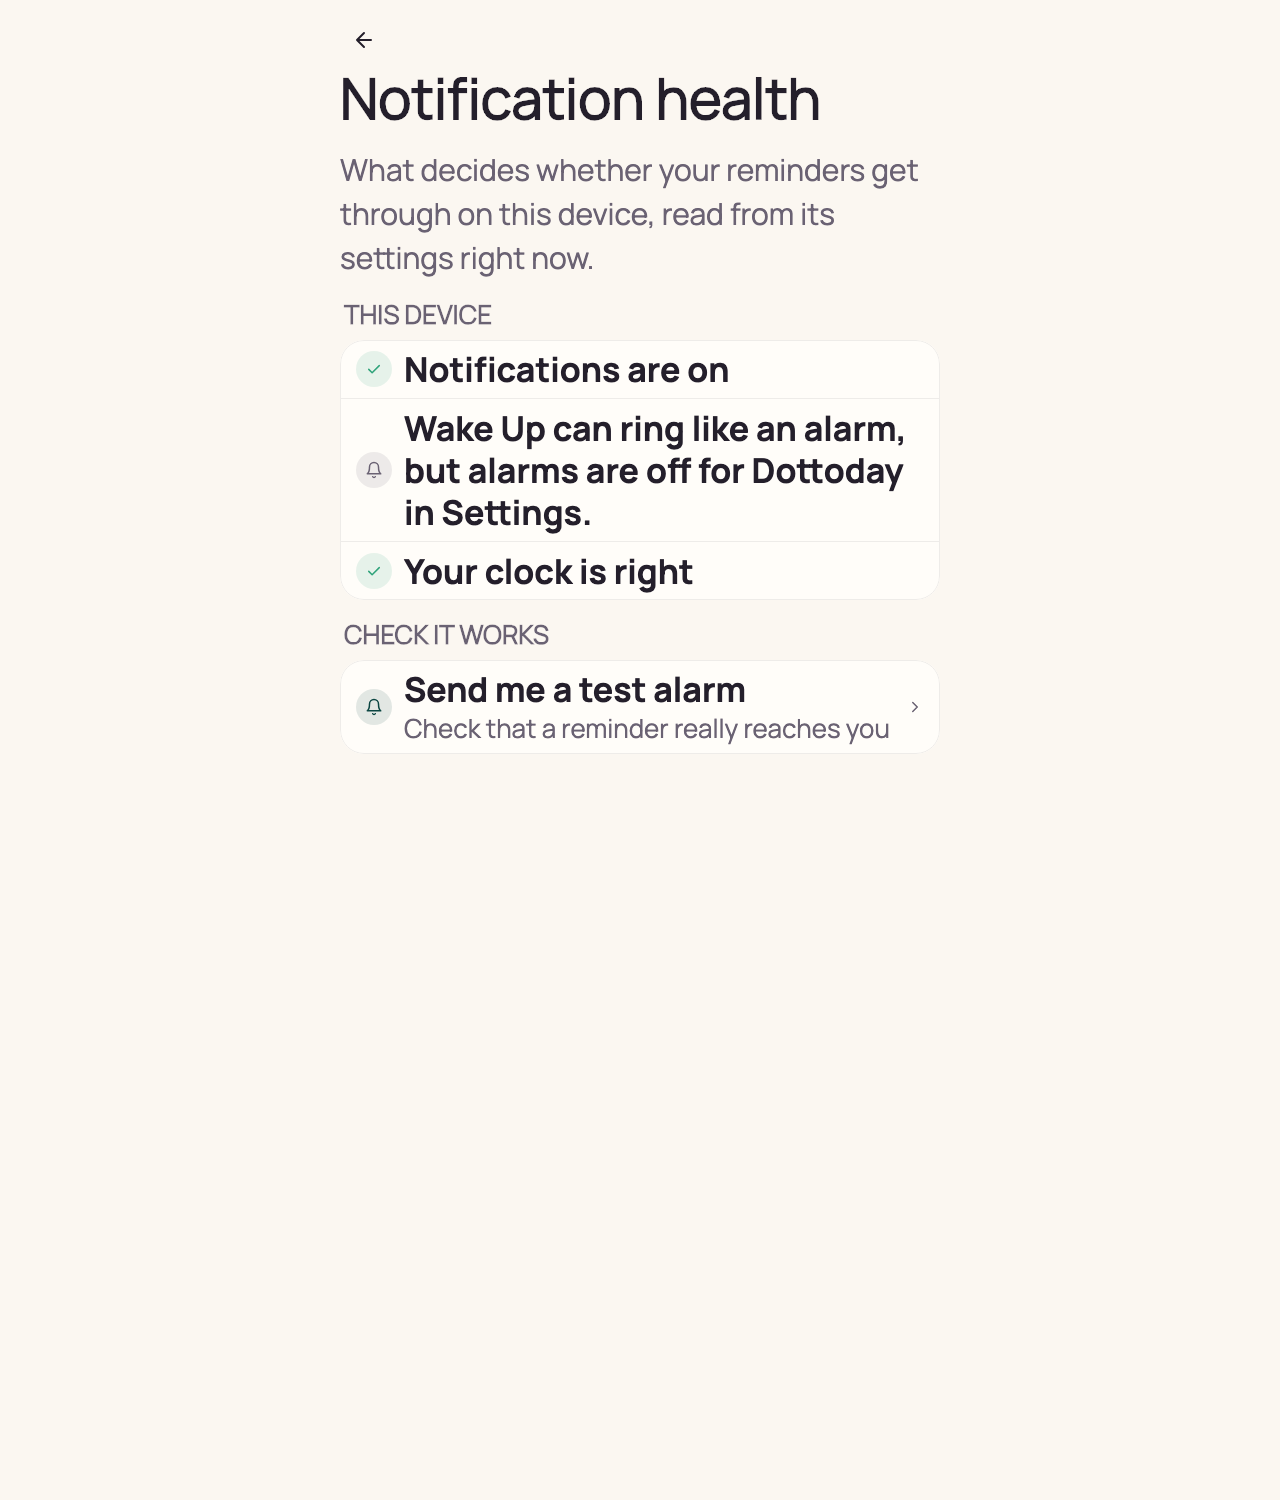 Notification health
What decides whether your reminders get
through on this device, read from its
settings right now.
THIS DEVICE
Notifications are on
Wake Up can ring like an alarm,
but alarms are off for Dottoday
in Settings.
Your clock is right
CHECK IT WORKS
Send me a test alarm
Check that a reminder really reaches you